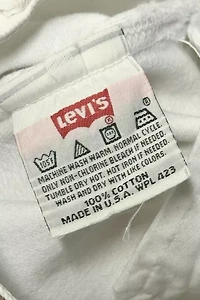 Levi's
105F
MACHINE WASH WARM. NORMAL CYCLE.
ONLY NON-CHLORINE BLEACH IF NEEDED.
TUMBLE DRY HOT. HOT IRON IF NEEDED.
WASH AND DRY WITH LIKE COLORS.
100% COTTON
MADE IN U.S.A. WPL 423